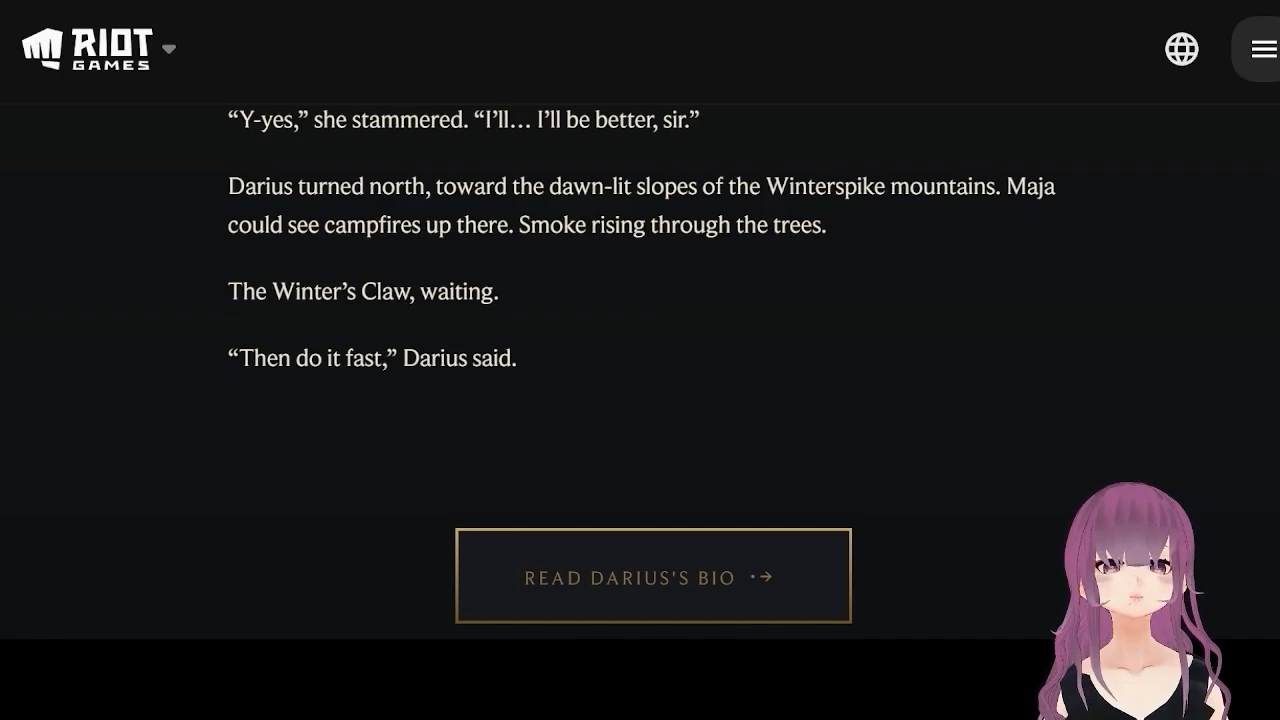 RIOT
GAMES
“Y-yes,” she stammered. “I’ll… I’ll be better, sir.”
Darius turned north, toward the dawn-lit slopes of the Winterspike mountains. Maja
could see campfires up there. Smoke rising through the trees.
The Winter’s Claw, waiting.
“Then do it fast,” Darius said.
READ DARIUS'S BIO